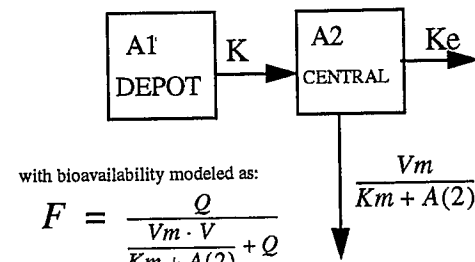 A1
DEPOT
K
A2
CENTRAL
Ke
Vm
Km + A(2)
with bioavailability modeled as:
F = Q
Vm · V
Km + A(2) + Q